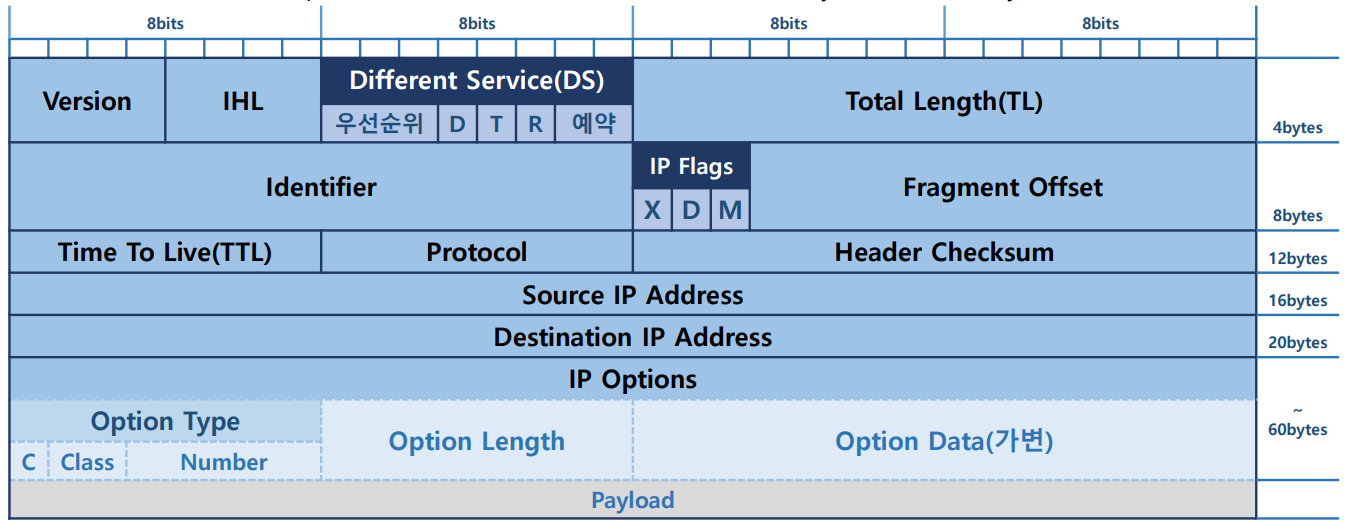 8bits 8bits 8bits 8bits
Version IHL Different Service(DS) Total Length(TL)
우선순위 D T R 예약
4bytes
Identifier IP Flags Fragment Offset
X D M
8bytes
Time To Live(TTL) Protocol Header Checksum 12bytes
Source IP Address 16bytes
Destination IP Address 20bytes
IP Options
Option Type Option Length Option Data(가변)
C Class Number
~
60bytes
Payload